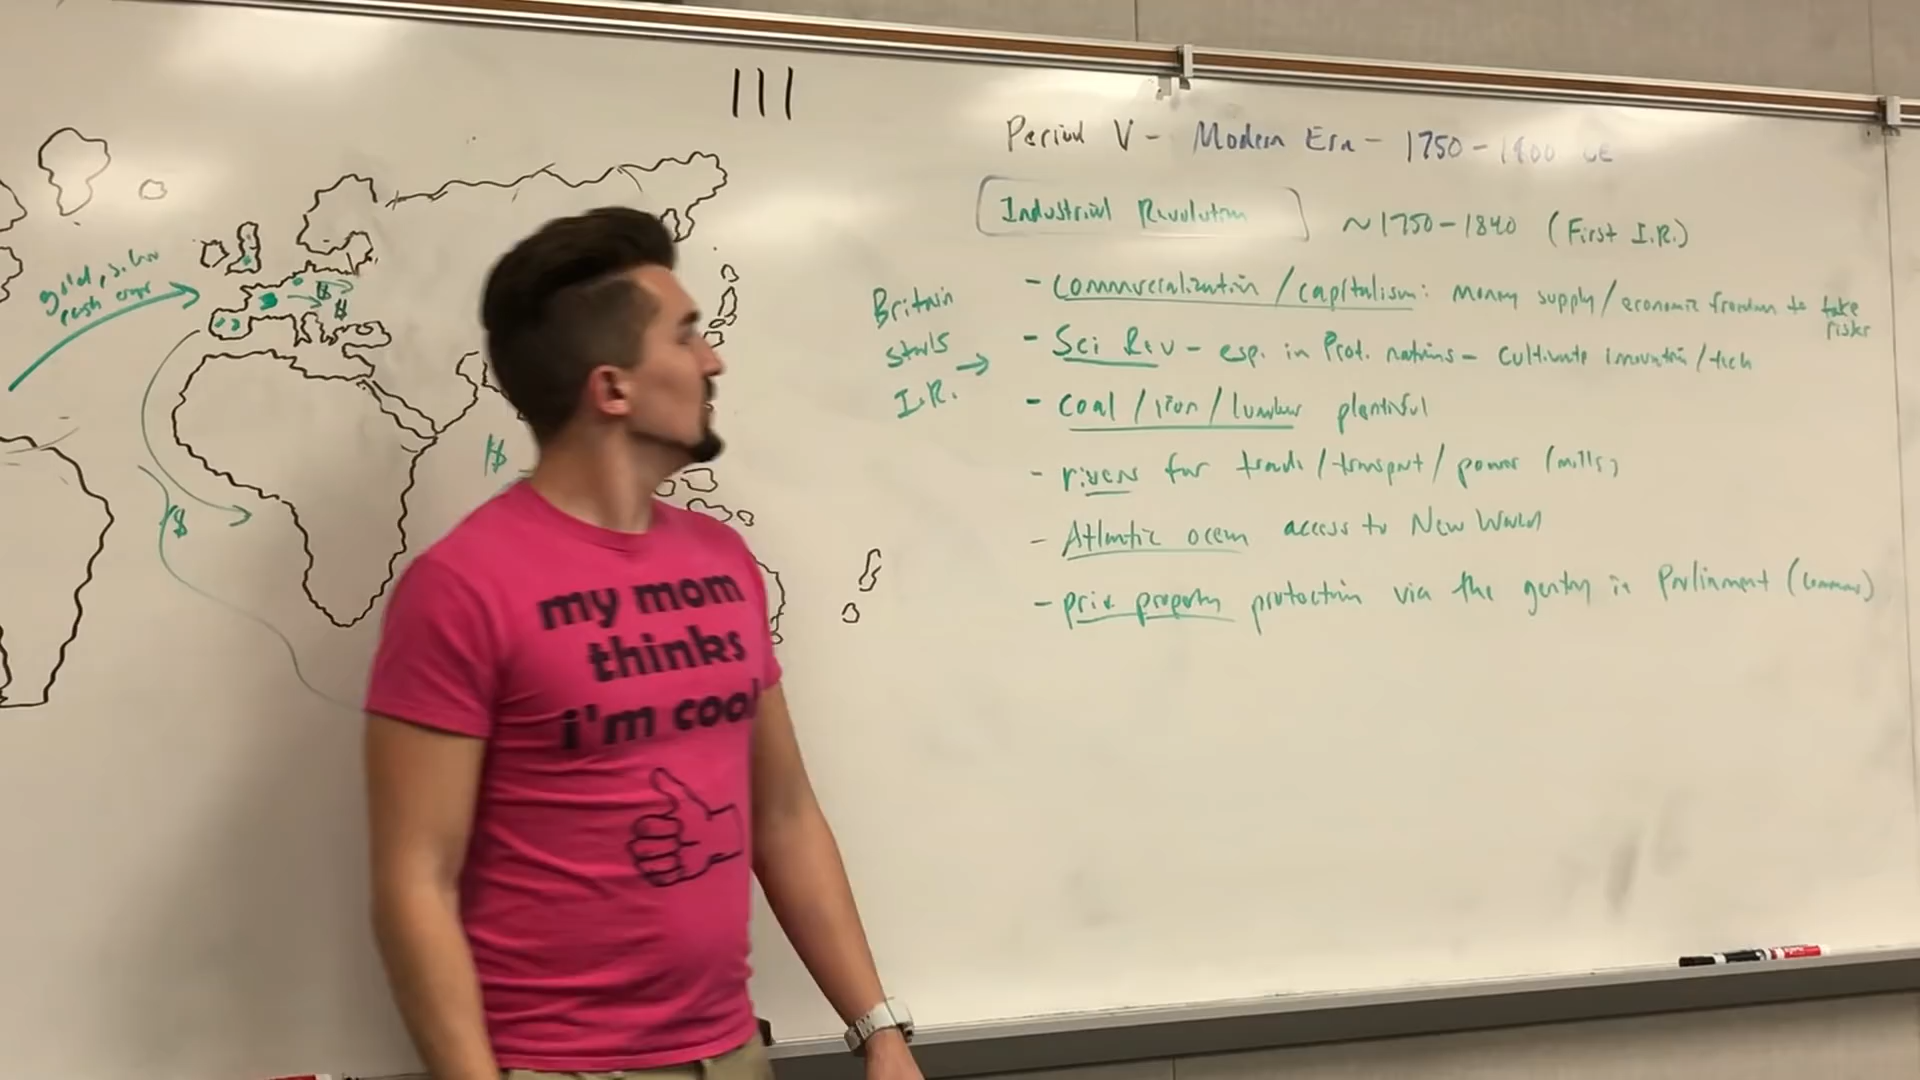 III
Period V - Modern Era - 1750-1900 CE
Industrial Revolution
~1750-1840 (First I.R.)
- Commercialization / capitalism: money supply / economic freedom to take risks
- Sci Rev - esp. in Prot. nations - cultivate innovation / tech
- coal / iron / lumber plentiful
- rivers for trade / transport / power (mills)
- Atlantic ocean access to New World
- priv property protection via the gentry in Parliament (Commons)
Britain
starts
I.R. →
gold, silver
cash crops
$
$
$
$
my mom
thinks
i'm cool